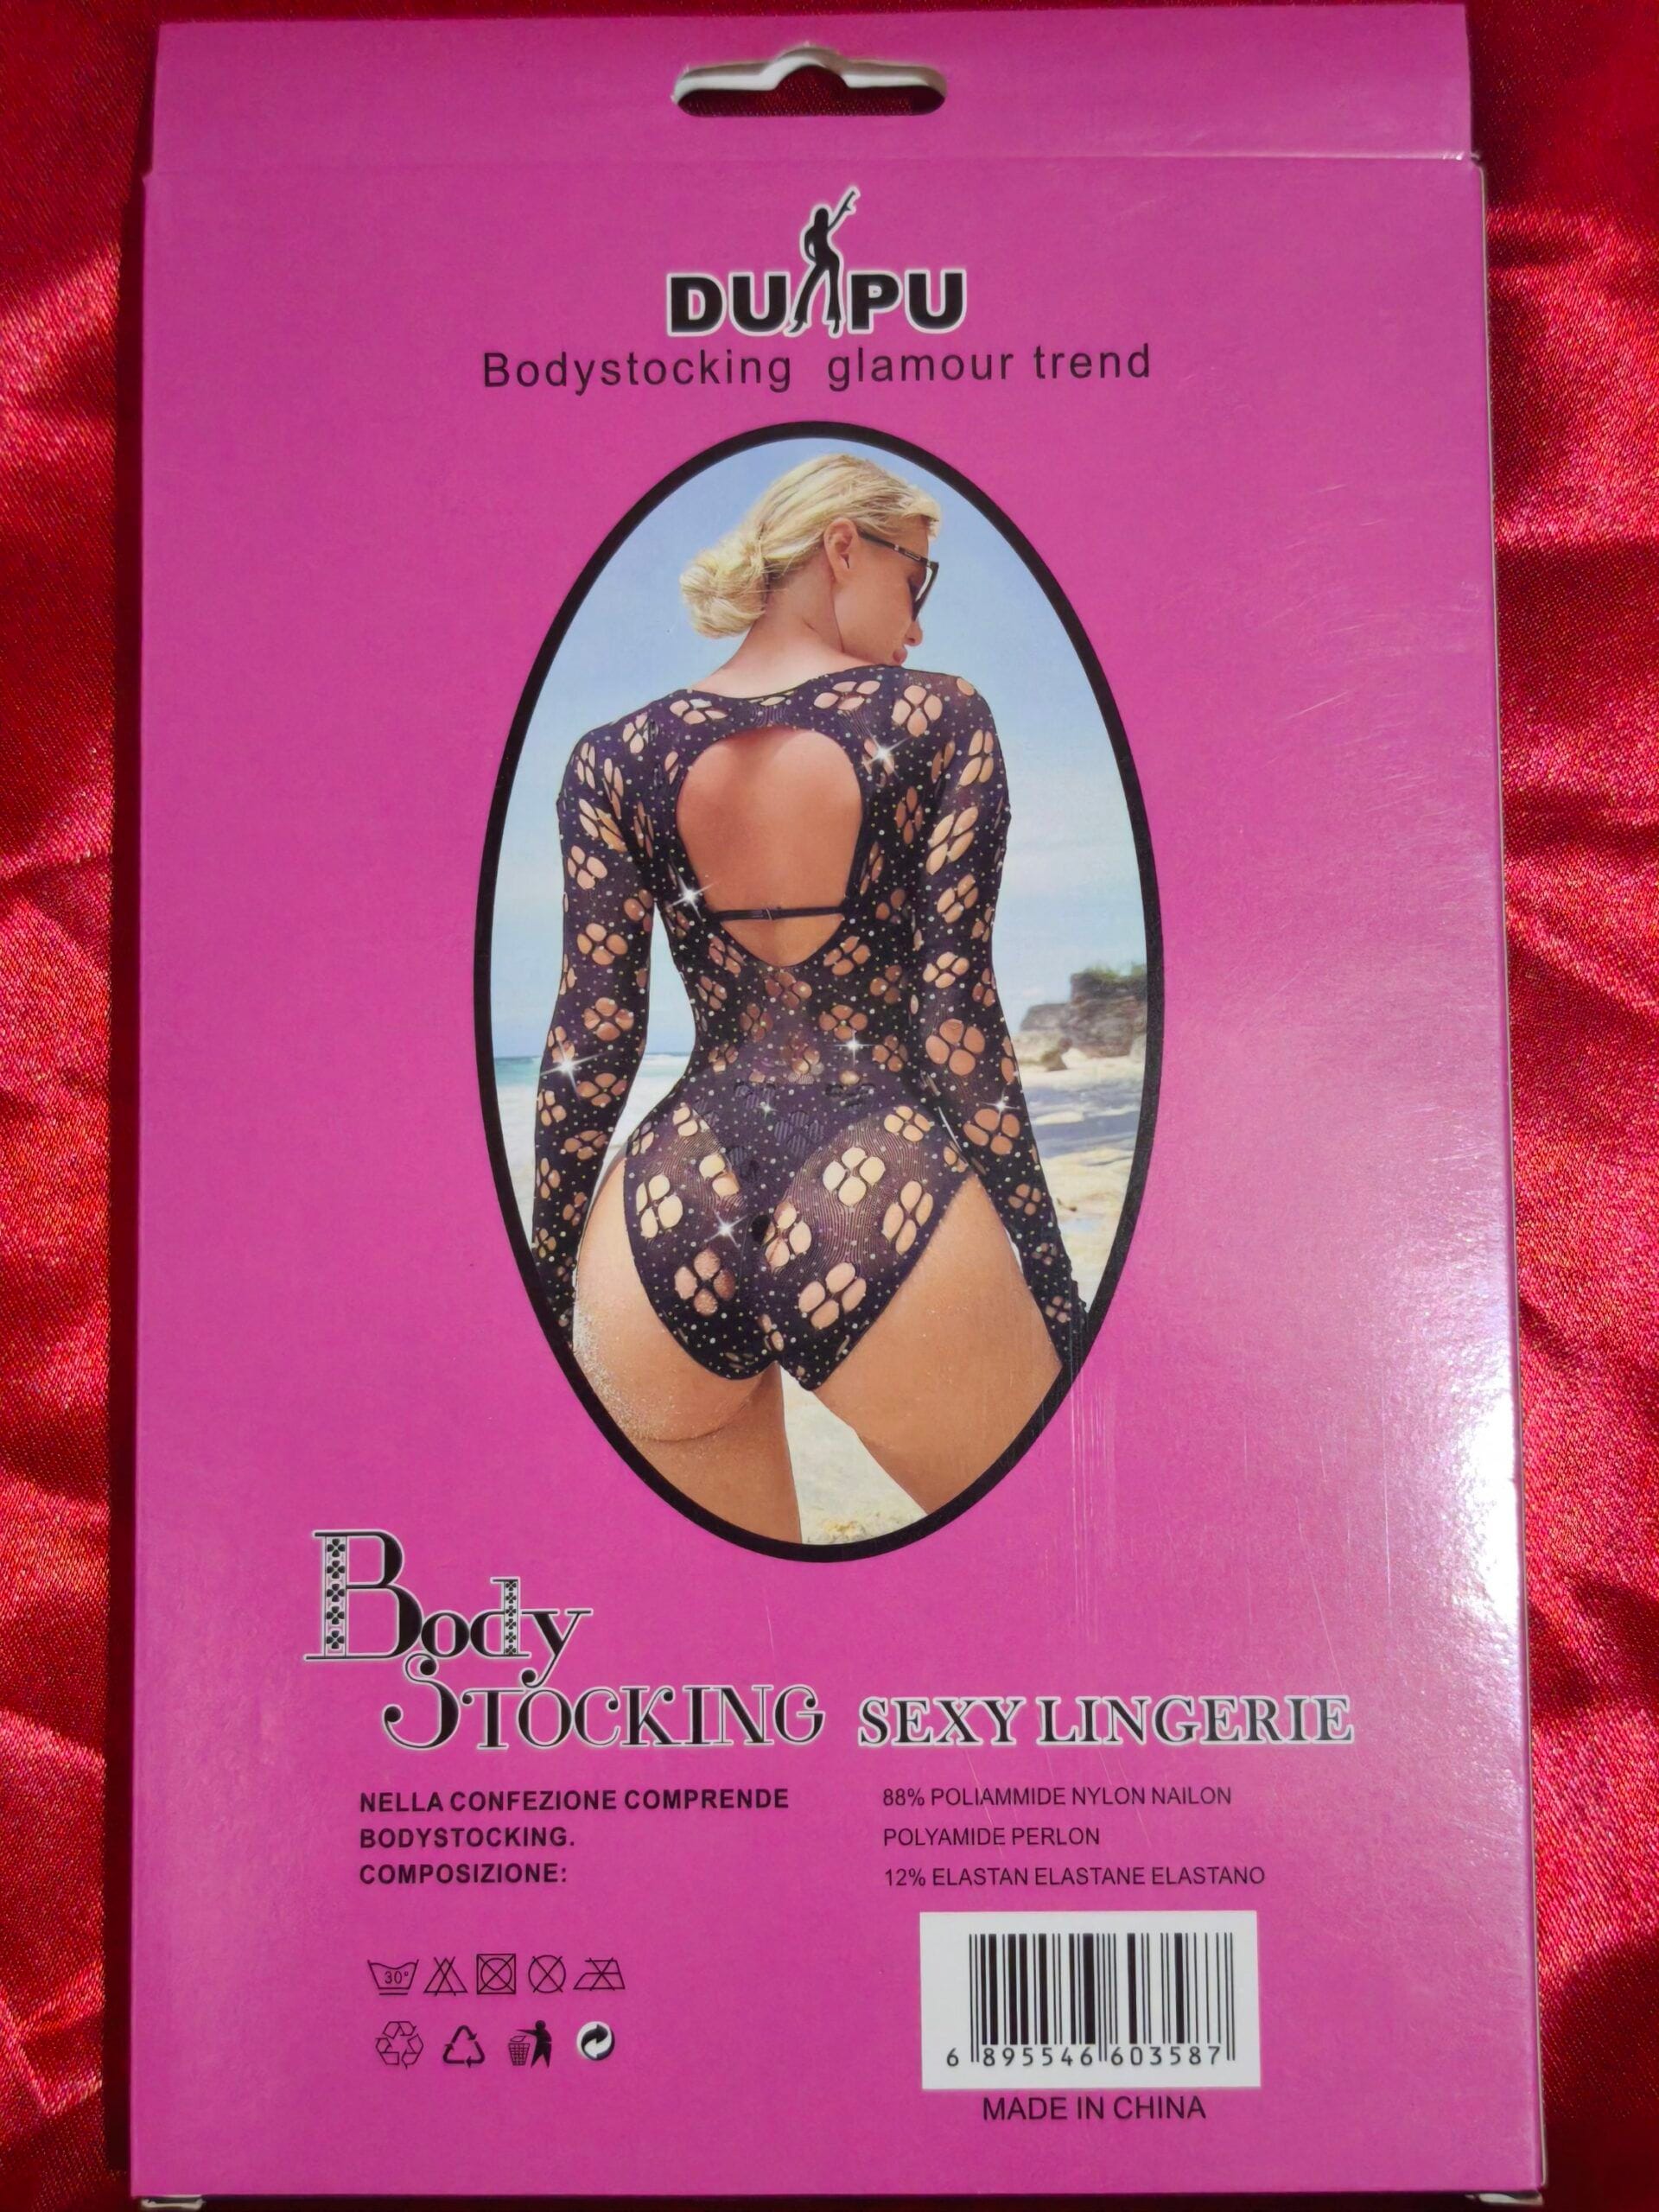 DUAPU
Bodystocking glamour trend
Body
STOCKING SEXY LINGERIE
NELLA CONFEZIONE COMPRENDE
BODYSTOCKING.
COMPOSIZIONE:
88% POLIAMMIDE NYLON NAILON
POLYAMIDE PERLON
12% ELASTAN ELASTANE ELASTANO
30°
6 895546 603587
MADE IN CHINA